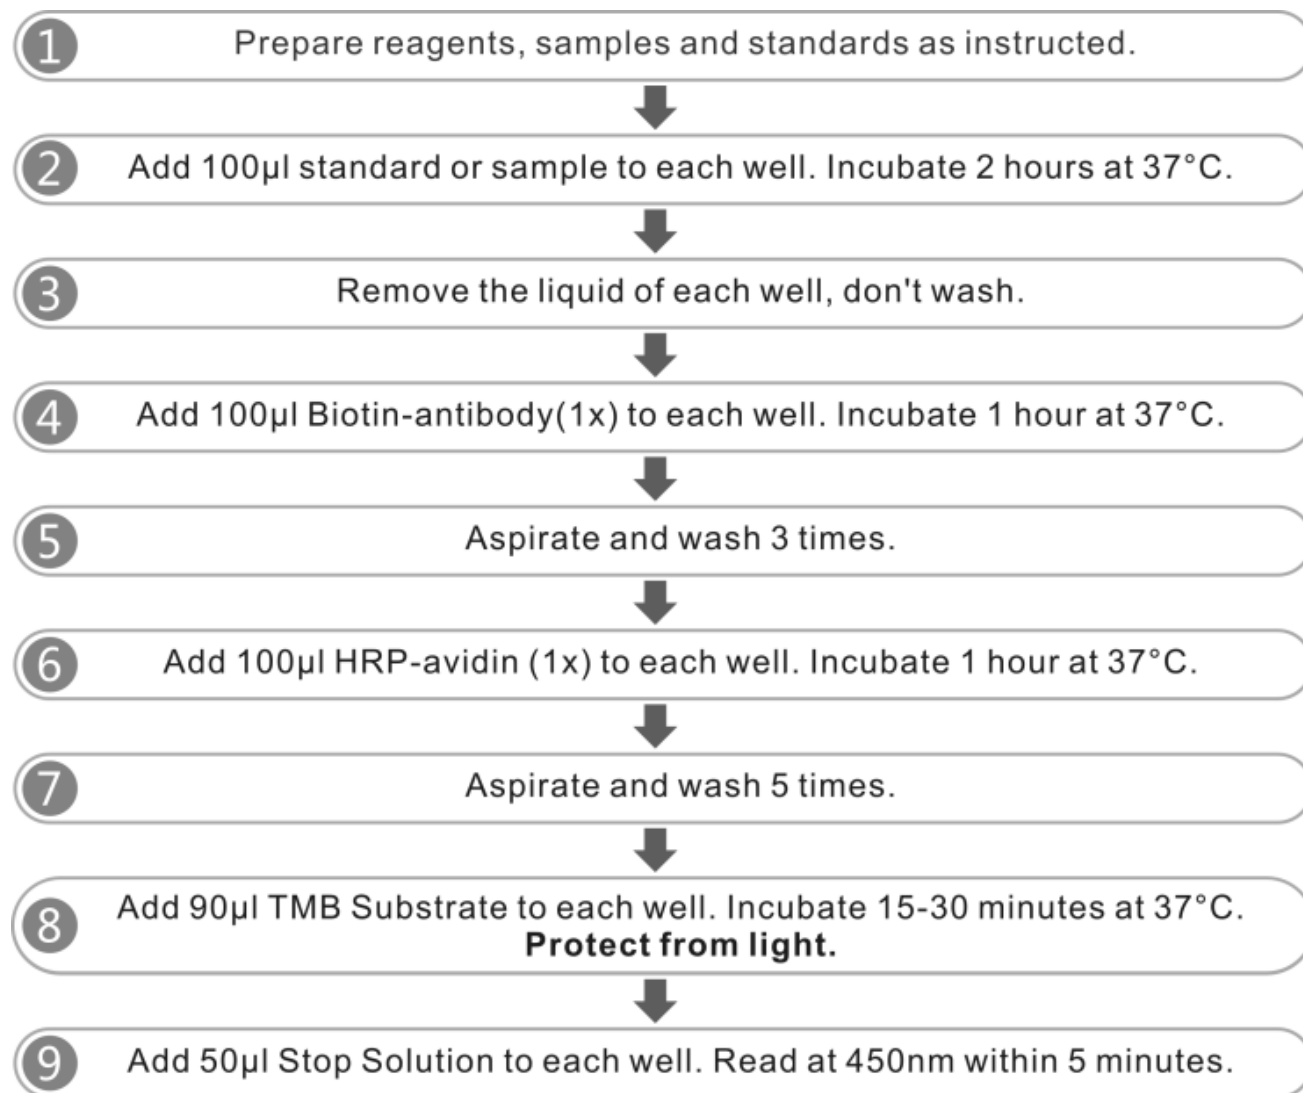 1 Prepare reagents, samples and standards as instructed.
2 Add 100µl standard or sample to each well. Incubate 2 hours at 37°C.
3 Remove the liquid of each well, don't wash.
4 Add 100µl Biotin-antibody(1x) to each well. Incubate 1 hour at 37°C.
5 Aspirate and wash 3 times.
6 Add 100µl HRP-avidin (1x) to each well. Incubate 1 hour at 37°C.
7 Aspirate and wash 5 times.
8 Add 90µl TMB Substrate to each well. Incubate 15-30 minutes at 37°C.
Protect from light.
9 Add 50µl Stop Solution to each well. Read at 450nm within 5 minutes.